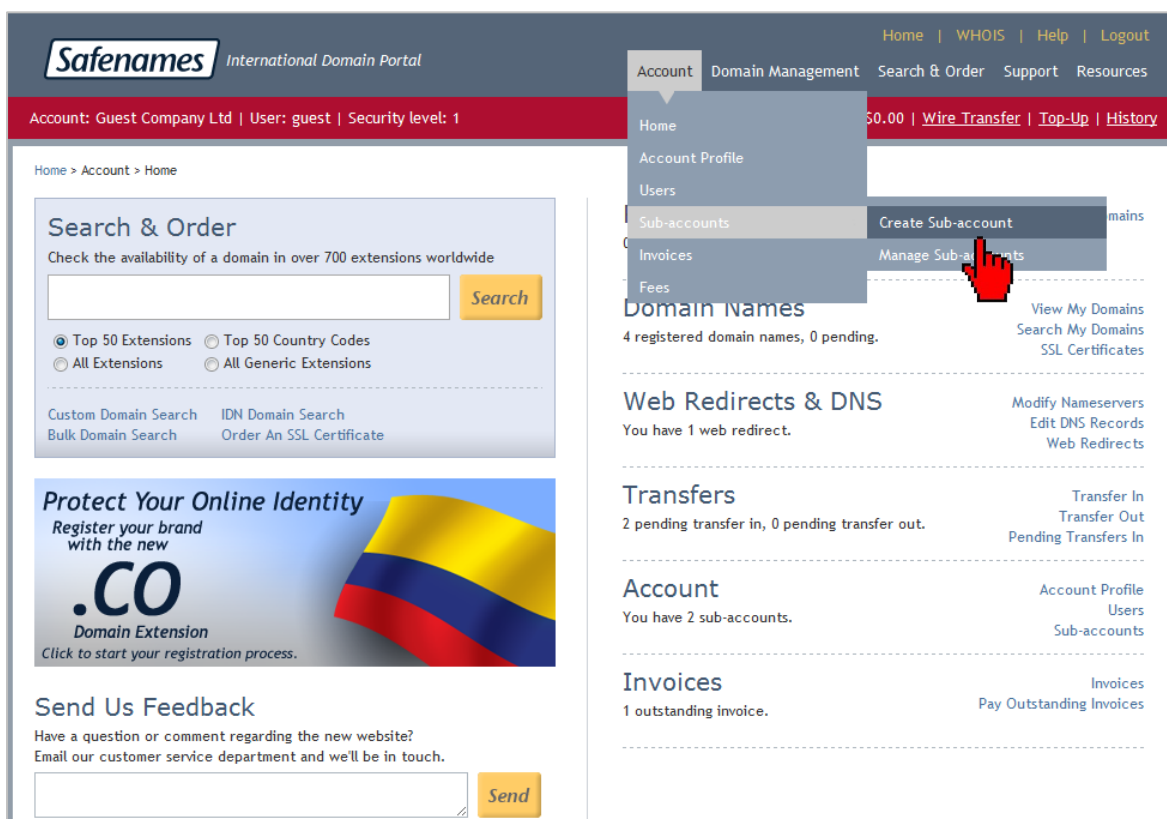 Home | WHOIS | Help | Logout
Safenames International Domain Portal
Account Domain Management Search & Order Support Resources
Account: Guest Company Ltd | User: guest | Security level: 1
$0.00 | Wire Transfer | Top-Up | History
Home
Account Profile
Users
Sub-accounts
Invoices
Fees
Create Sub-account
Manage Sub-accounts
Home > Account > Home
Search & Order
Check the availability of a domain in over 700 extensions worldwide
Search
Top 50 Extensions Top 50 Country Codes
All Extensions All Generic Extensions
Custom Domain Search IDN Domain Search
Bulk Domain Search Order An SSL Certificate
Protect Your Online Identity
Register your brand
with the new
.CO
Domain Extension
Click to start your registration process.
Send Us Feedback
Have a question or comment regarding the new website?
Email our customer service department and we'll be in touch.
Send
Domain Names
4 registered domain names, 0 pending.
View My Domains
Search My Domains
SSL Certificates
Web Redirects & DNS
You have 1 web redirect.
Modify Nameservers
Edit DNS Records
Web Redirects
Transfers
2 pending transfer in, 0 pending transfer out.
Transfer In
Transfer Out
Pending Transfers In
Account
You have 2 sub-accounts.
Account Profile
Users
Sub-accounts
Invoices
1 outstanding invoice.
Invoices
Pay Outstanding Invoices